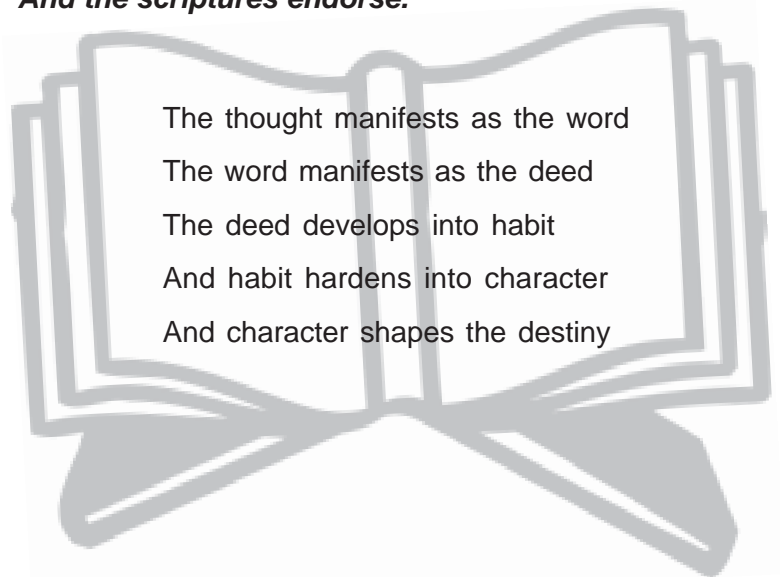 And the scriptures endorse.
The thought manifests as the word
The word manifests as the deed
The deed develops into habit
And habit hardens into character
And character shapes the destiny